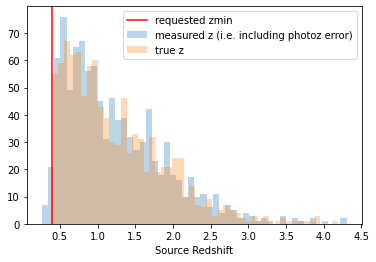 requested zmin
measured z (i.e. including photoz error)
true z
70
60
50
40
30
20
10
0
0.5 1.0 1.5 2.0 2.5 3.0 3.5 4.0 4.5
Source Redshift